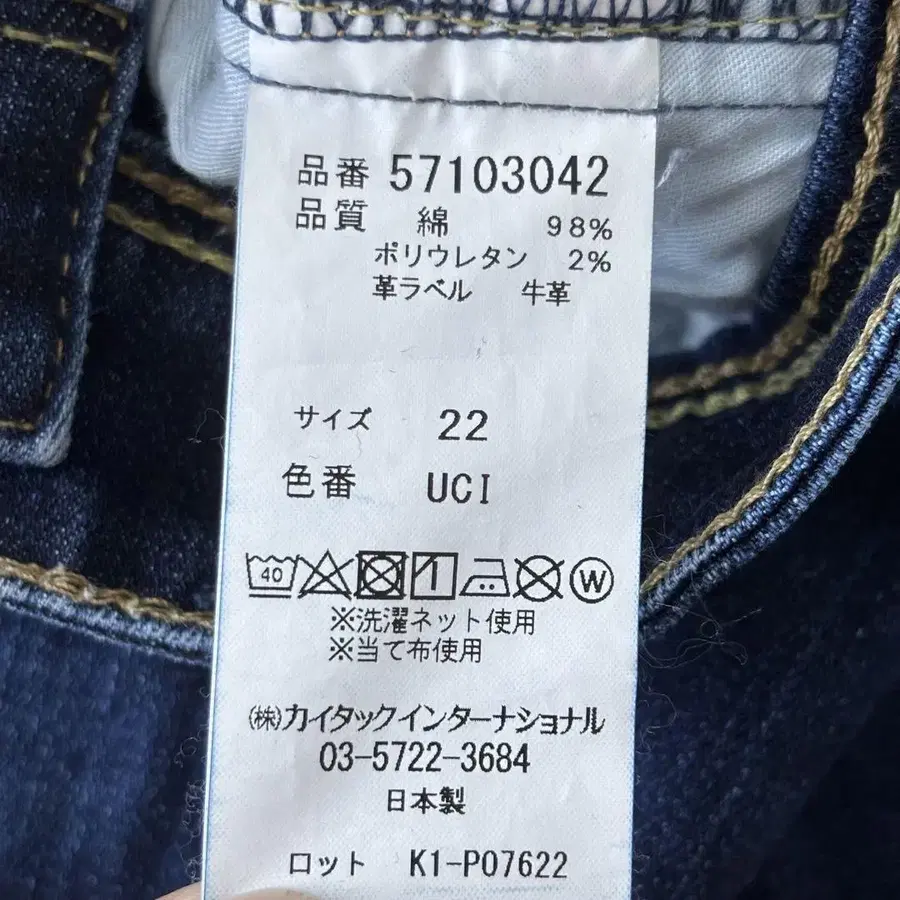 品番 57103042
品質 綿 98%
ポリウレタン 2%
革ラベル 牛革
サイズ 22
色番 UCI
40 W
※洗濯ネット使用
※当て布使用
㈱カイタックインターナショナル
03-5722-3684
日本製
ロット K1-P07622